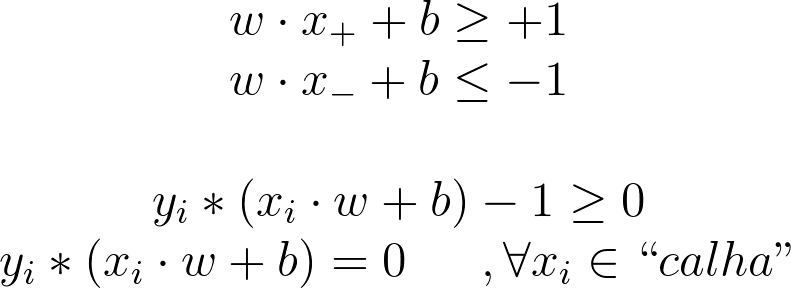 w · x₊ + b ≥ +1
w · x₋ + b ≤ −1
yᵢ ∗ (xᵢ · w + b) − 1 ≥ 0
yᵢ ∗ (xᵢ · w + b) = 0 , ∀xᵢ ∈ “calha”